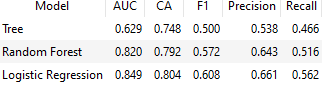 Model AUC CA F1 Precision Recall
Tree 0.629 0.748 0.500 0.538 0.466
Random Forest 0.820 0.792 0.572 0.643 0.516
Logistic Regression 0.849 0.804 0.608 0.661 0.562